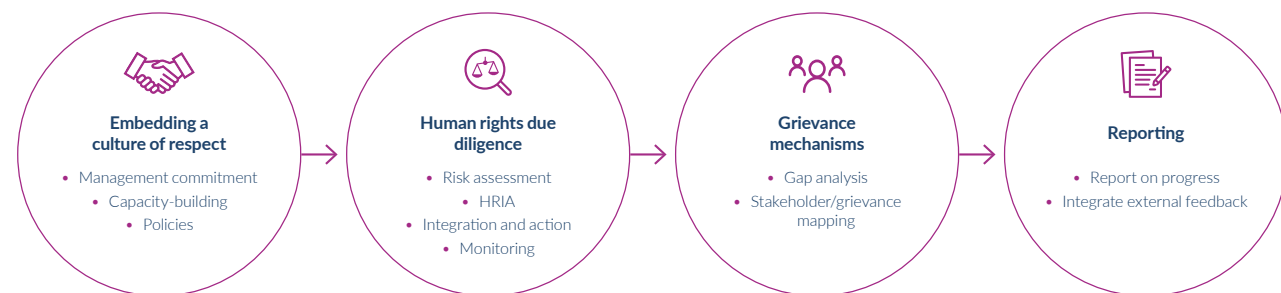 Embedding a
culture of respect
• Management commitment
• Capacity-building
• Policies
Human rights due
diligence
• Risk assessment
• HRIA
• Integration and action
• Monitoring
Grievance
mechanisms
• Gap analysis
• Stakeholder/grievance
mapping
Reporting
• Report on progress
• Integrate external feedback